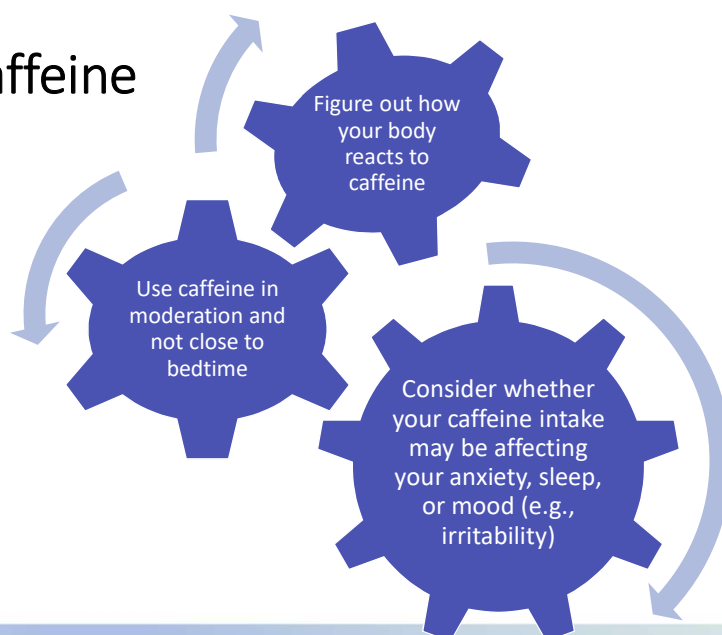 affeine
Figure out how
your body
reacts to
caffeine
Use caffeine in
moderation and
not close to
bedtime
Consider whether
your caffeine intake
may be affecting
your anxiety, sleep,
or mood (e.g.,
irritability)